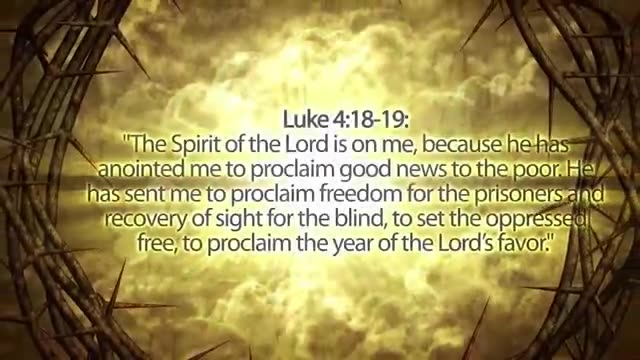 Luke 4:18-19:
"The Spirit of the Lord is on me, because he has
anointed me to proclaim good news to the poor. He
has sent me to proclaim freedom for the prisoners and
recovery of sight for the blind, to set the oppressed
free, to proclaim the year of the Lord's favor."